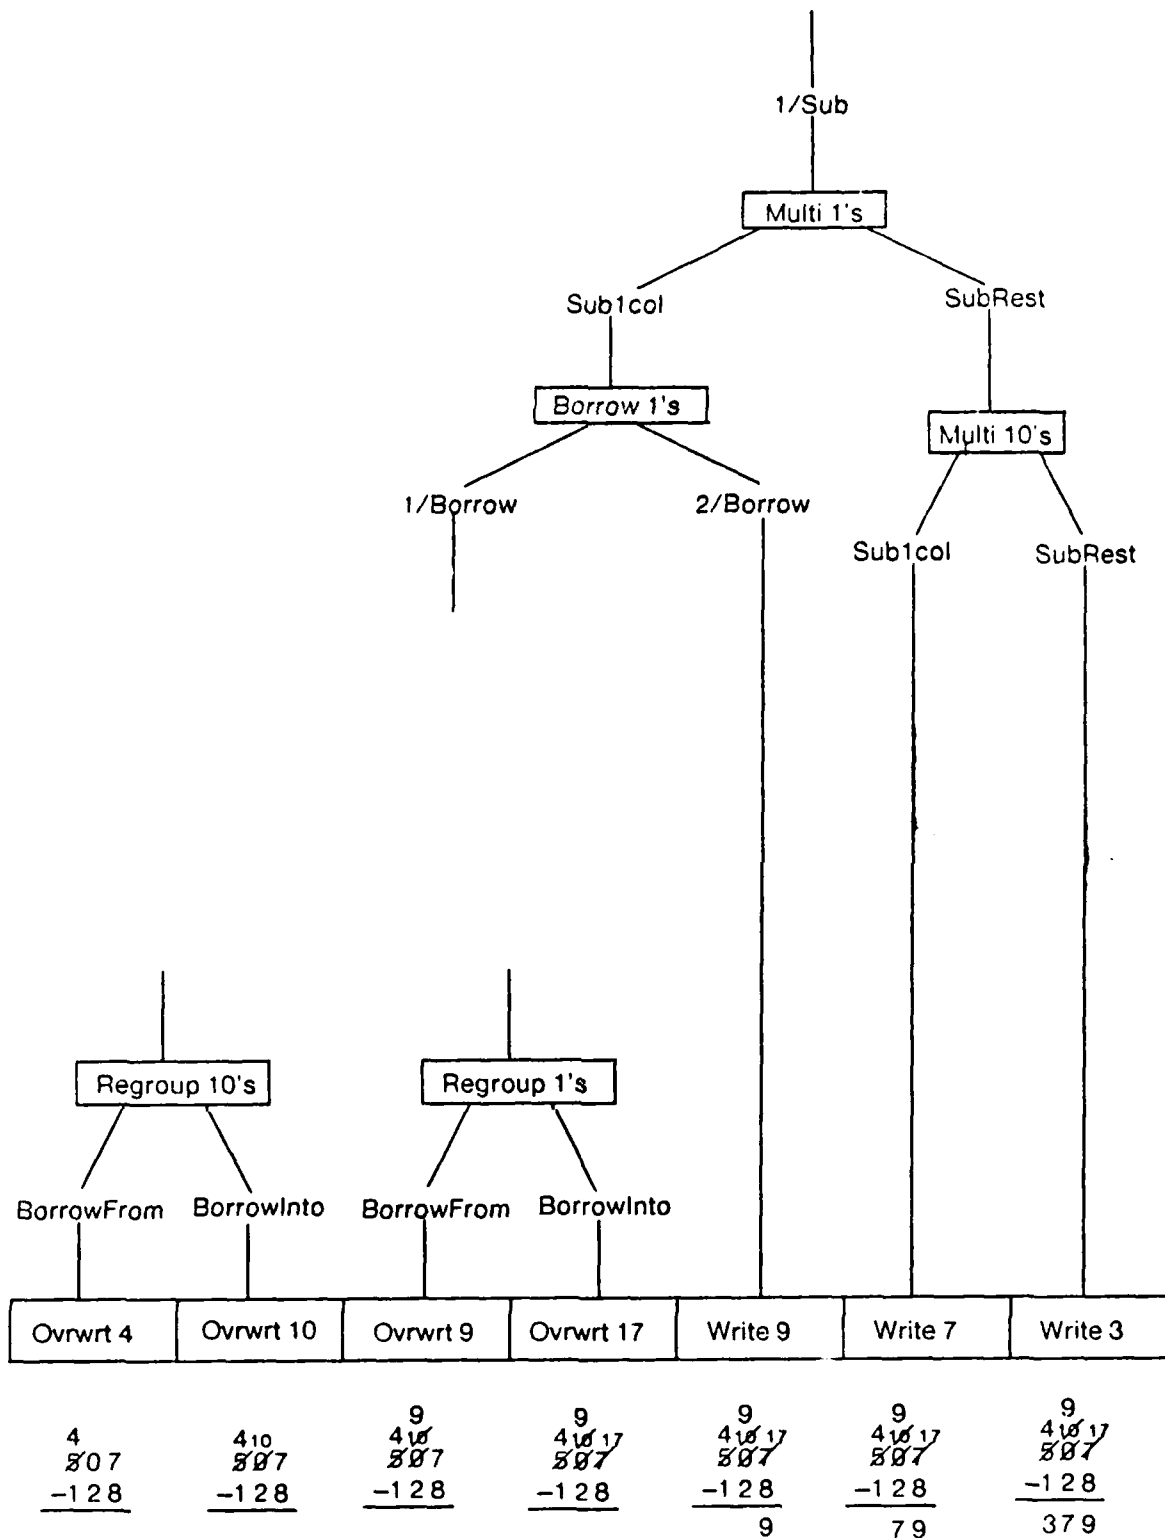 1/Sub
Multi 1's
Sub1col SubRest
Borrow 1's
Multi 10's
1/Borrow 2/Borrow
Sub1col SubRest
Regroup 10's Regroup 1's
BorrowFrom BorrowInto BorrowFrom BorrowInto
Ovrwrt 4 Ovrwrt 10 Ovrwrt 9 Ovrwrt 17 Write 9 Write 7 Write 3
9 9 9 9 9
4 4 10 4 10 4 10 17 4 10 17 4 10 17 4 10 17
507 507 507 507 507 507 507
-128 -128 -128 -128 -128 -128 -128
9 79 379